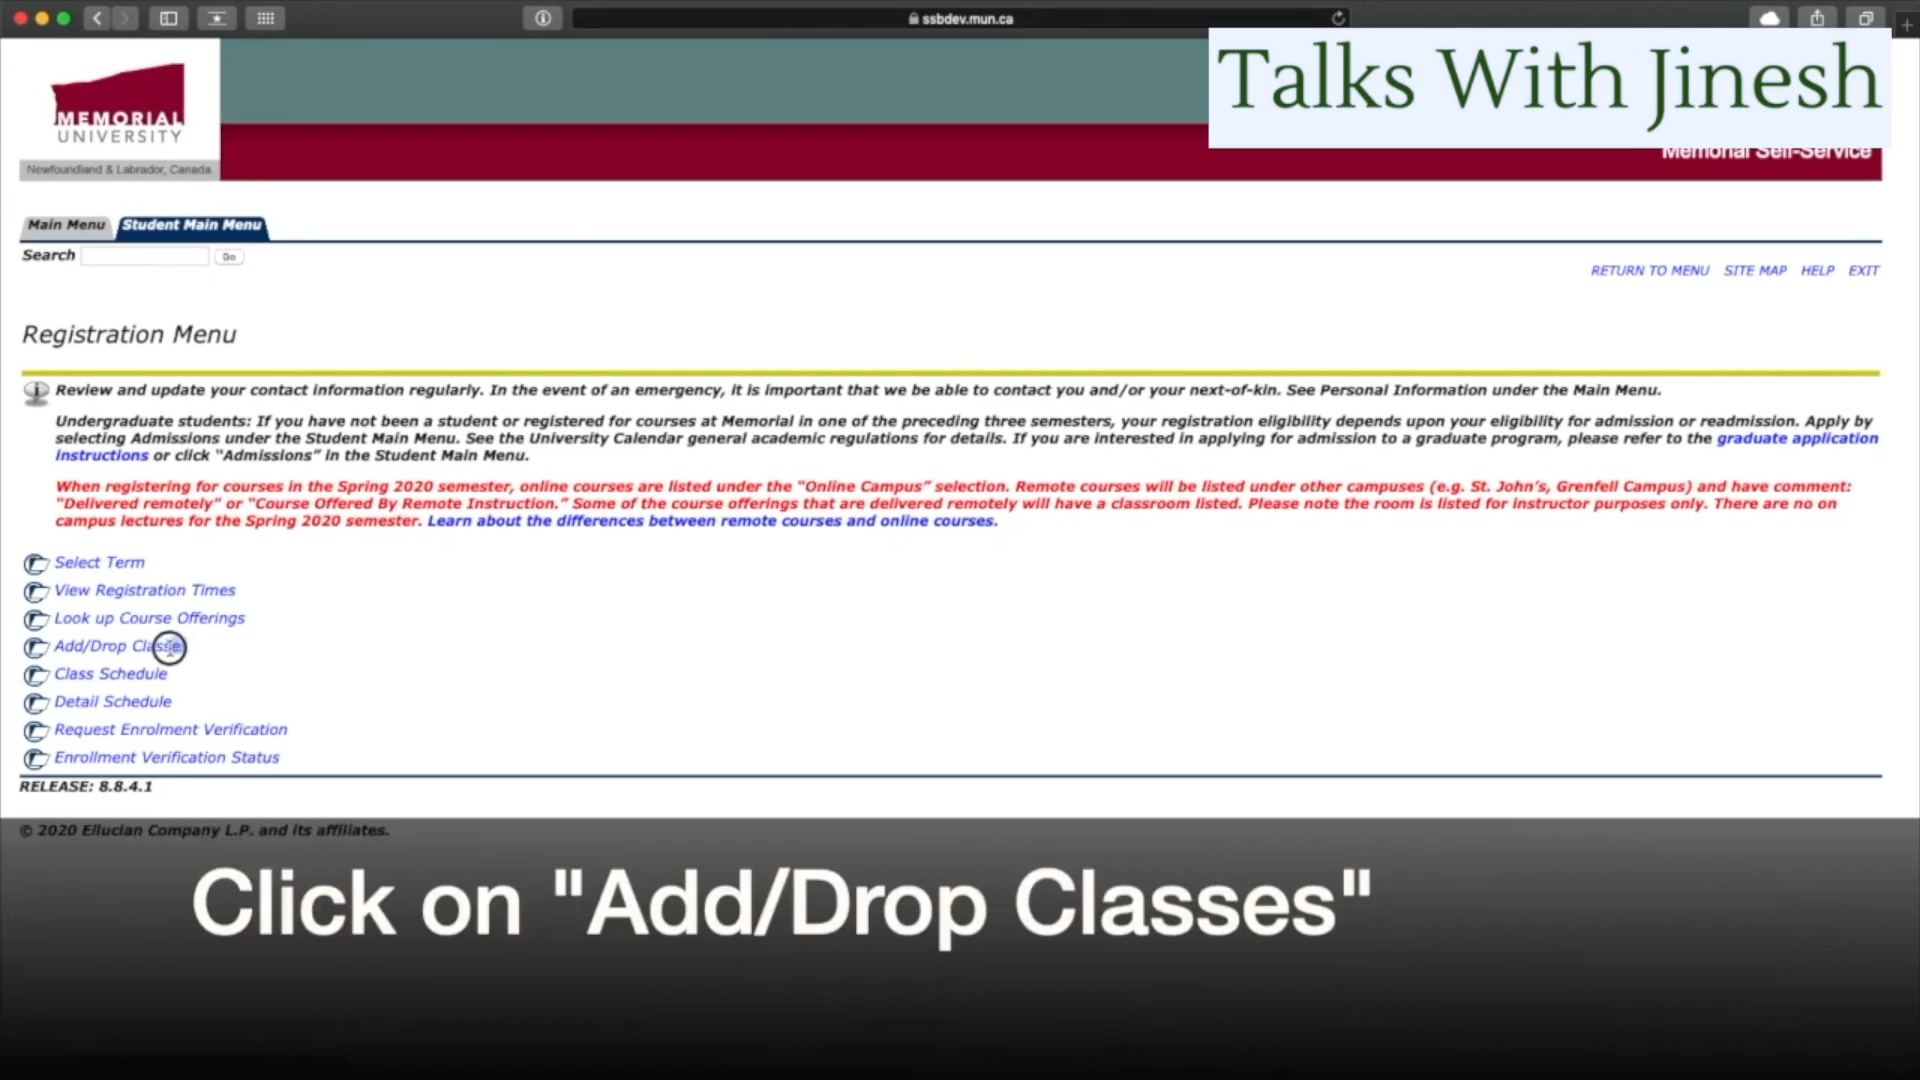 ssbdev.mun.ca
Talks With Jinesh
MEMORIAL
UNIVERSITY
Newfoundland & Labrador, Canada
Memorial Self-Service
Main Menu Student Main Menu
Search Go
RETURN TO MENU SITE MAP HELP EXIT
Registration Menu
Review and update your contact information regularly. In the event of an emergency, it is important that we be able to contact you and/or your next-of-kin. See Personal Information under the Main Menu.
Undergraduate students: If you have not been a student or registered for courses at Memorial in one of the preceding three semesters, your registration eligibility depends upon your eligibility for admission or readmission. Apply by
selecting Admissions under the Student Main Menu. See the University Calendar general academic regulations for details. If you are interested in applying for admission to a graduate program, please refer to the graduate application
instructions or click "Admissions" in the Student Main Menu.
When registering for courses in the Spring 2020 semester, online courses are listed under the "Online Campus" selection. Remote courses will be listed under other campuses (e.g. St. John's, Grenfell Campus) and have comment:
"Delivered remotely" or "Course Offered By Remote Instruction." Some of the course offerings that are delivered remotely will have a classroom listed. Please note the room is listed for instructor purposes only. There are no on
campus lectures for the Spring 2020 semester. Learn about the differences between remote courses and online courses.
Select Term
View Registration Times
Look up Course Offerings
Add/Drop Classes
Class Schedule
Detail Schedule
Request Enrolment Verification
Enrollment Verification Status
RELEASE: 8.8.4.1
© 2020 Ellucian Company L.P. and its affiliates.
Click on "Add/Drop Classes"